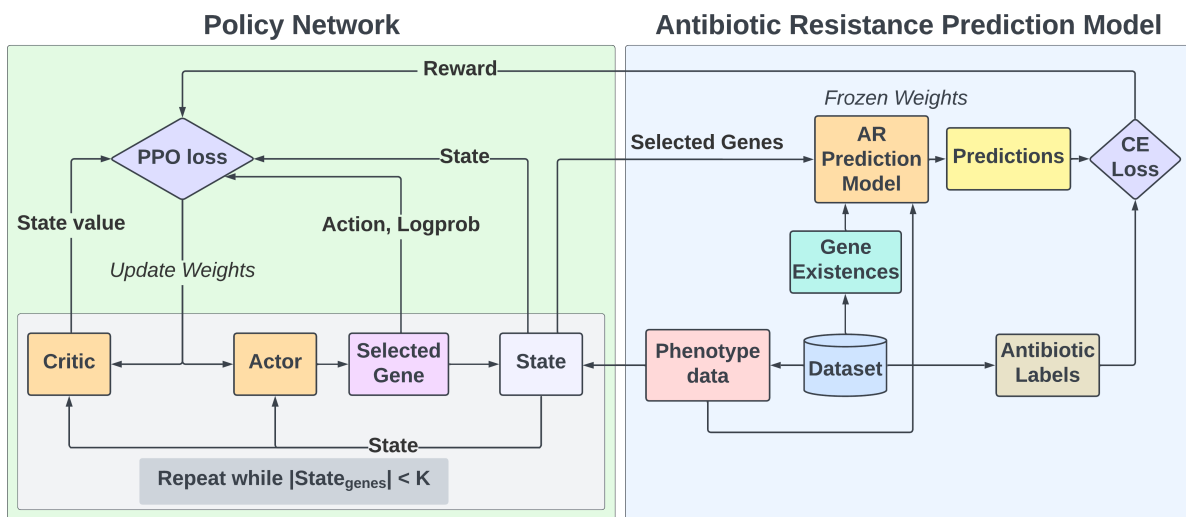 Policy Network
Antibiotic Resistance Prediction Model
Reward
Frozen Weights
PPO loss
State
Selected Genes
AR
Prediction
Model
Predictions
CE
Loss
State value
Action, Logprob
Update Weights
Gene
Existences
Critic
Actor
Selected
Gene
State
Phenotype
data
Dataset
Antibiotic
Labels
State
Repeat while |State_genes| < K